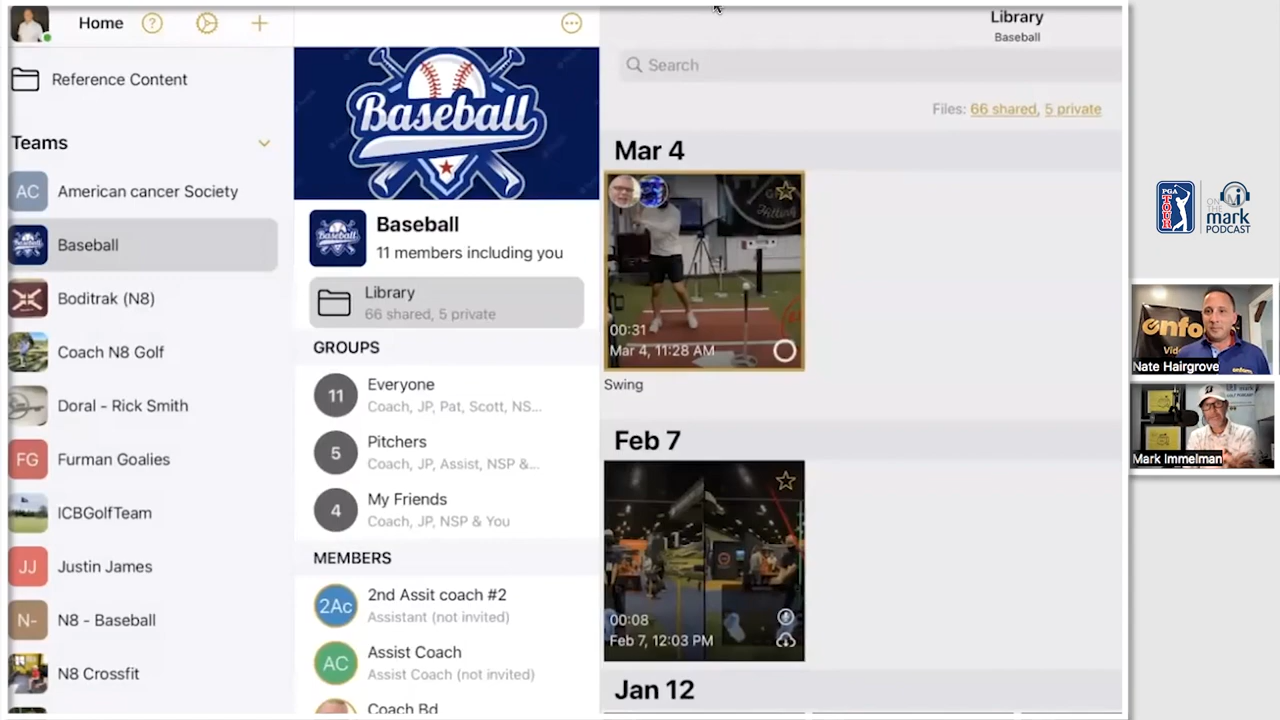 Home
?
Reference Content
Teams
AC
American cancer Society
Baseball
Boditrak (N8)
Coach N8 Golf
Doral - Rick Smith
FG
Furman Goalies
ICBGolfTeam
JJ
Justin James
N-
N8 - Baseball
N8 Crossfit
Baseball
Baseball
11 members including you
Library
66 shared, 5 private
GROUPS
11
Everyone
Coach, JP, Pat, Scott, NS...
5
Pitchers
Coach, JP, Assist, NSP &...
4
My Friends
Coach, JP, NSP & You
MEMBERS
2Ac
2nd Assit coach #2
Assistant (not invited)
AC
Assist Coach
Assist Coach (not invited)
Coach Bd
Library
Baseball
Search
Files: 66 shared, 5 private
Mar 4
Hitting
00:31
Mar 4, 11:28 AM
Swing
Feb 7
00:08
Feb 7, 12:03 PM
Jan 12
PGA
TOUR
ON
THE
mark
PODCAST
onfo
Vid
Nate Hairgrove
Mark Immelman